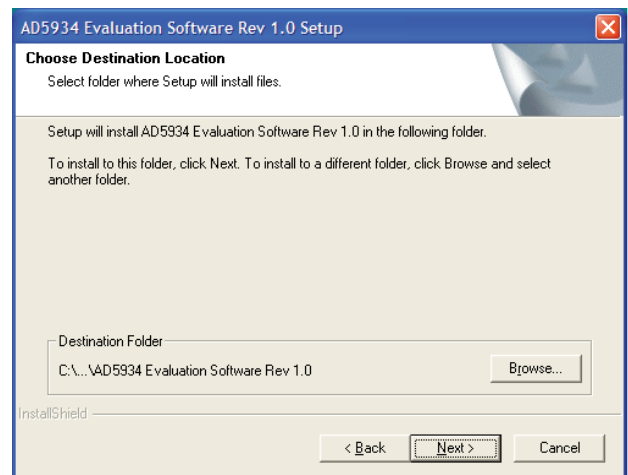 AD5934 Evaluation Software Rev 1.0 Setup
Choose Destination Location
Select folder where Setup will install files.
Setup will install AD5934 Evaluation Software Rev 1.0 in the following folder.
To install to this folder, click Next. To install to a different folder, click Browse and select
another folder.
Destination Folder
C:\...\AD5934 Evaluation Software Rev 1.0
Browse...
InstallShield
< Back
Next >
Cancel